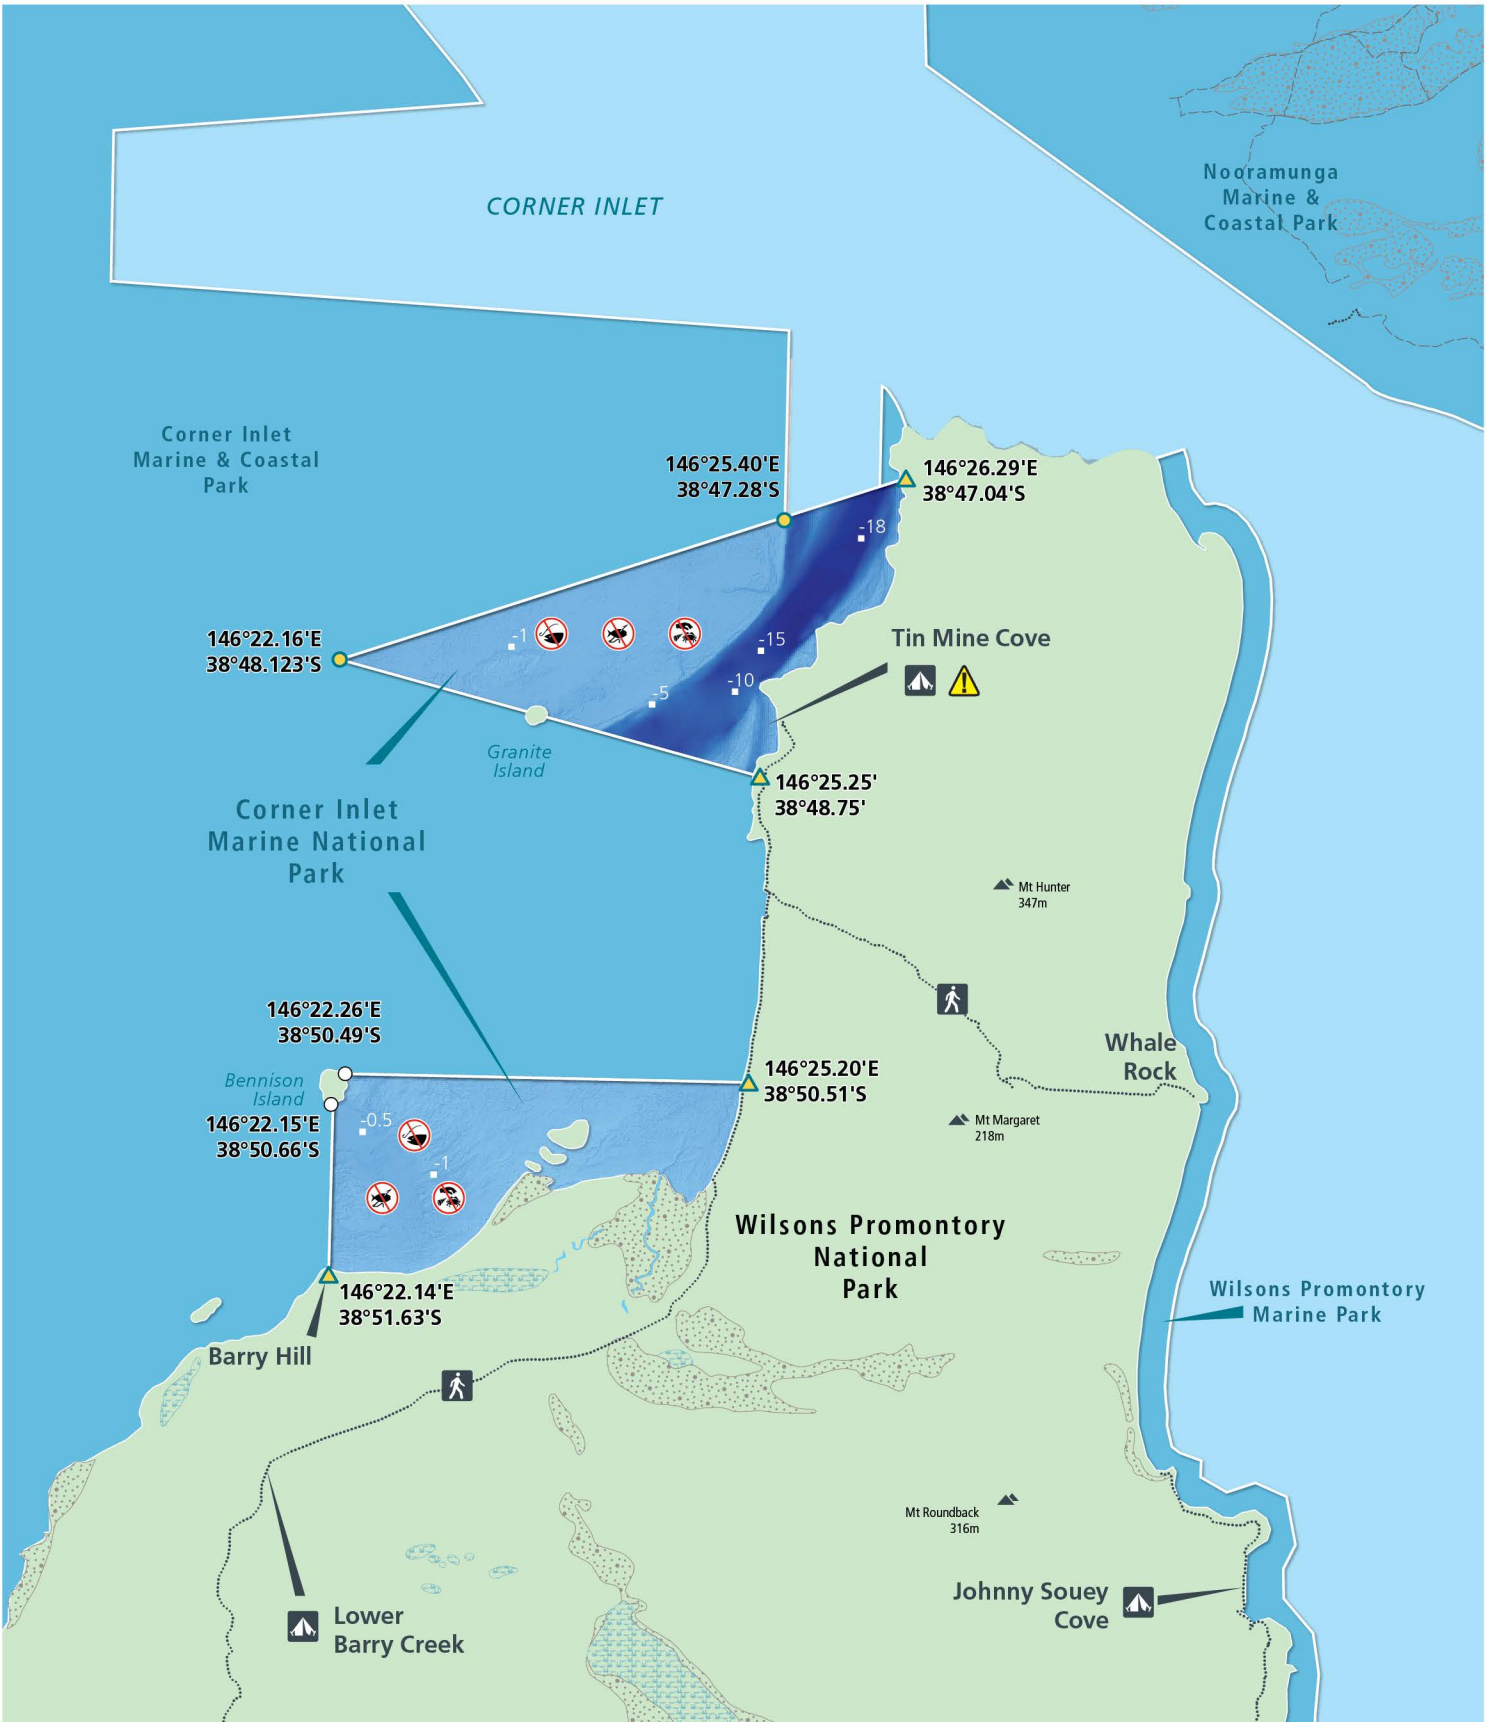 Nooramunga
Marine &
Coastal Park
CORNER INLET
Corner Inlet
Marine & Coastal
Park
146°25.40'E
38°47.28'S
146°26.29'E
38°47.04'S
-18
146°22.16'E
38°48.123'S
-1
-15
-10
-5
Tin Mine Cove
Granite
Island
146°25.25'
38°48.75'
Corner Inlet
Marine National
Park
Mt Hunter
347m
146°22.26'E
38°50.49'S
Whale
Rock
146°25.20'E
38°50.51'S
Bennison
Island
146°22.15'E
38°50.66'S
-0.5
-1
Mt Margaret
218m
Wilsons Promontory
National
Park
146°22.14'E
38°51.63'S
Wilsons Promontory
Marine Park
Barry Hill
Mt Roundback
316m
Johnny Souey
Cove
Lower
Barry Creek